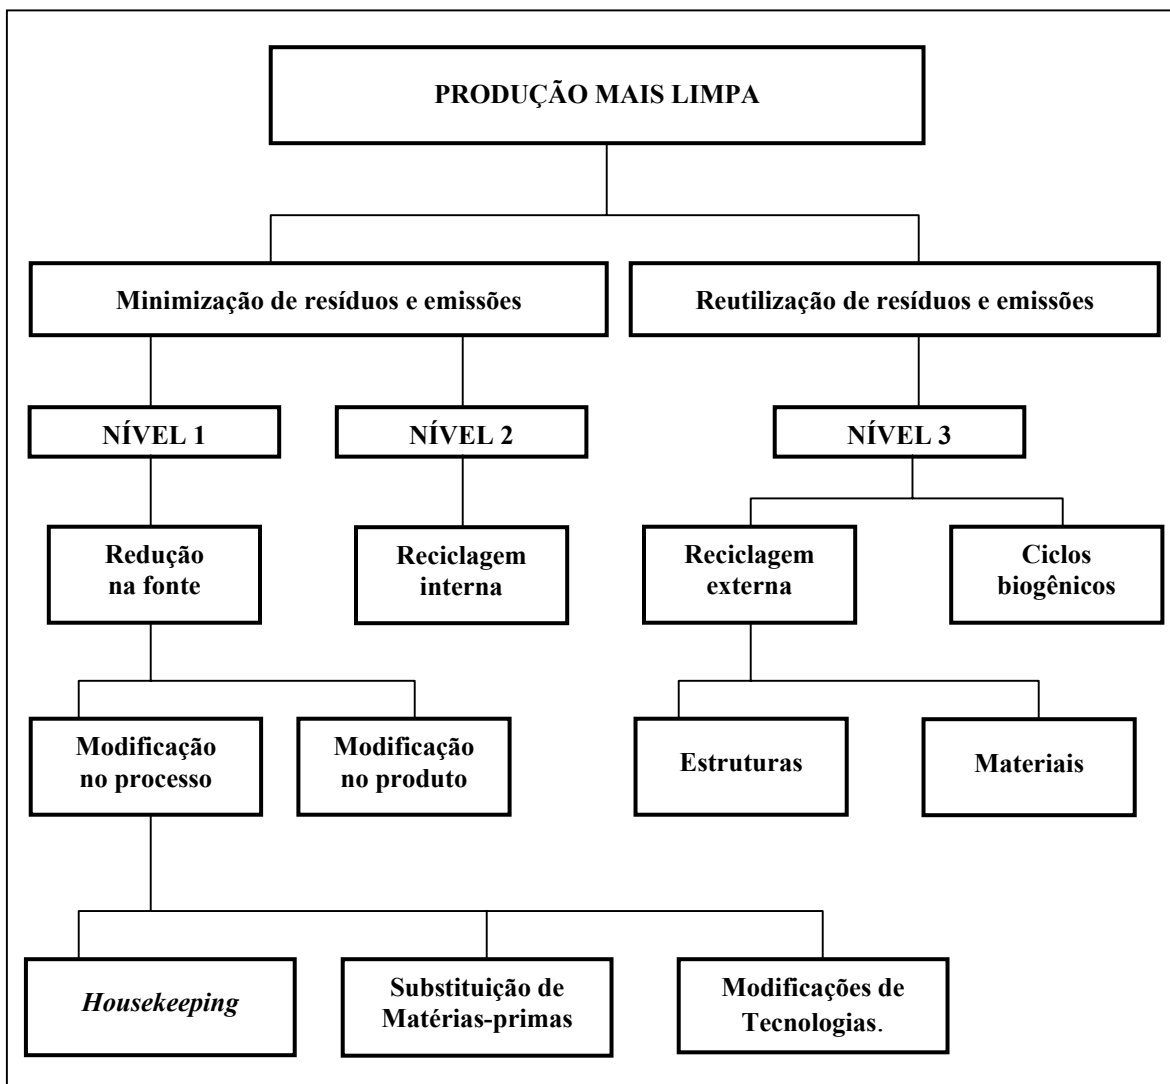 PRODUÇÃO MAIS LIMPA
Minimização de resíduos e emissões
Reutilização de resíduos e emissões
NÍVEL 1
NÍVEL 2
NÍVEL 3
Redução
na fonte
Reciclagem
interna
Reciclagem
externa
Ciclos
biogênicos
Modificação
no processo
Modificação
no produto
Estruturas
Materiais
Housekeeping
Substituição de
Matérias-primas
Modificações de
Tecnologias.